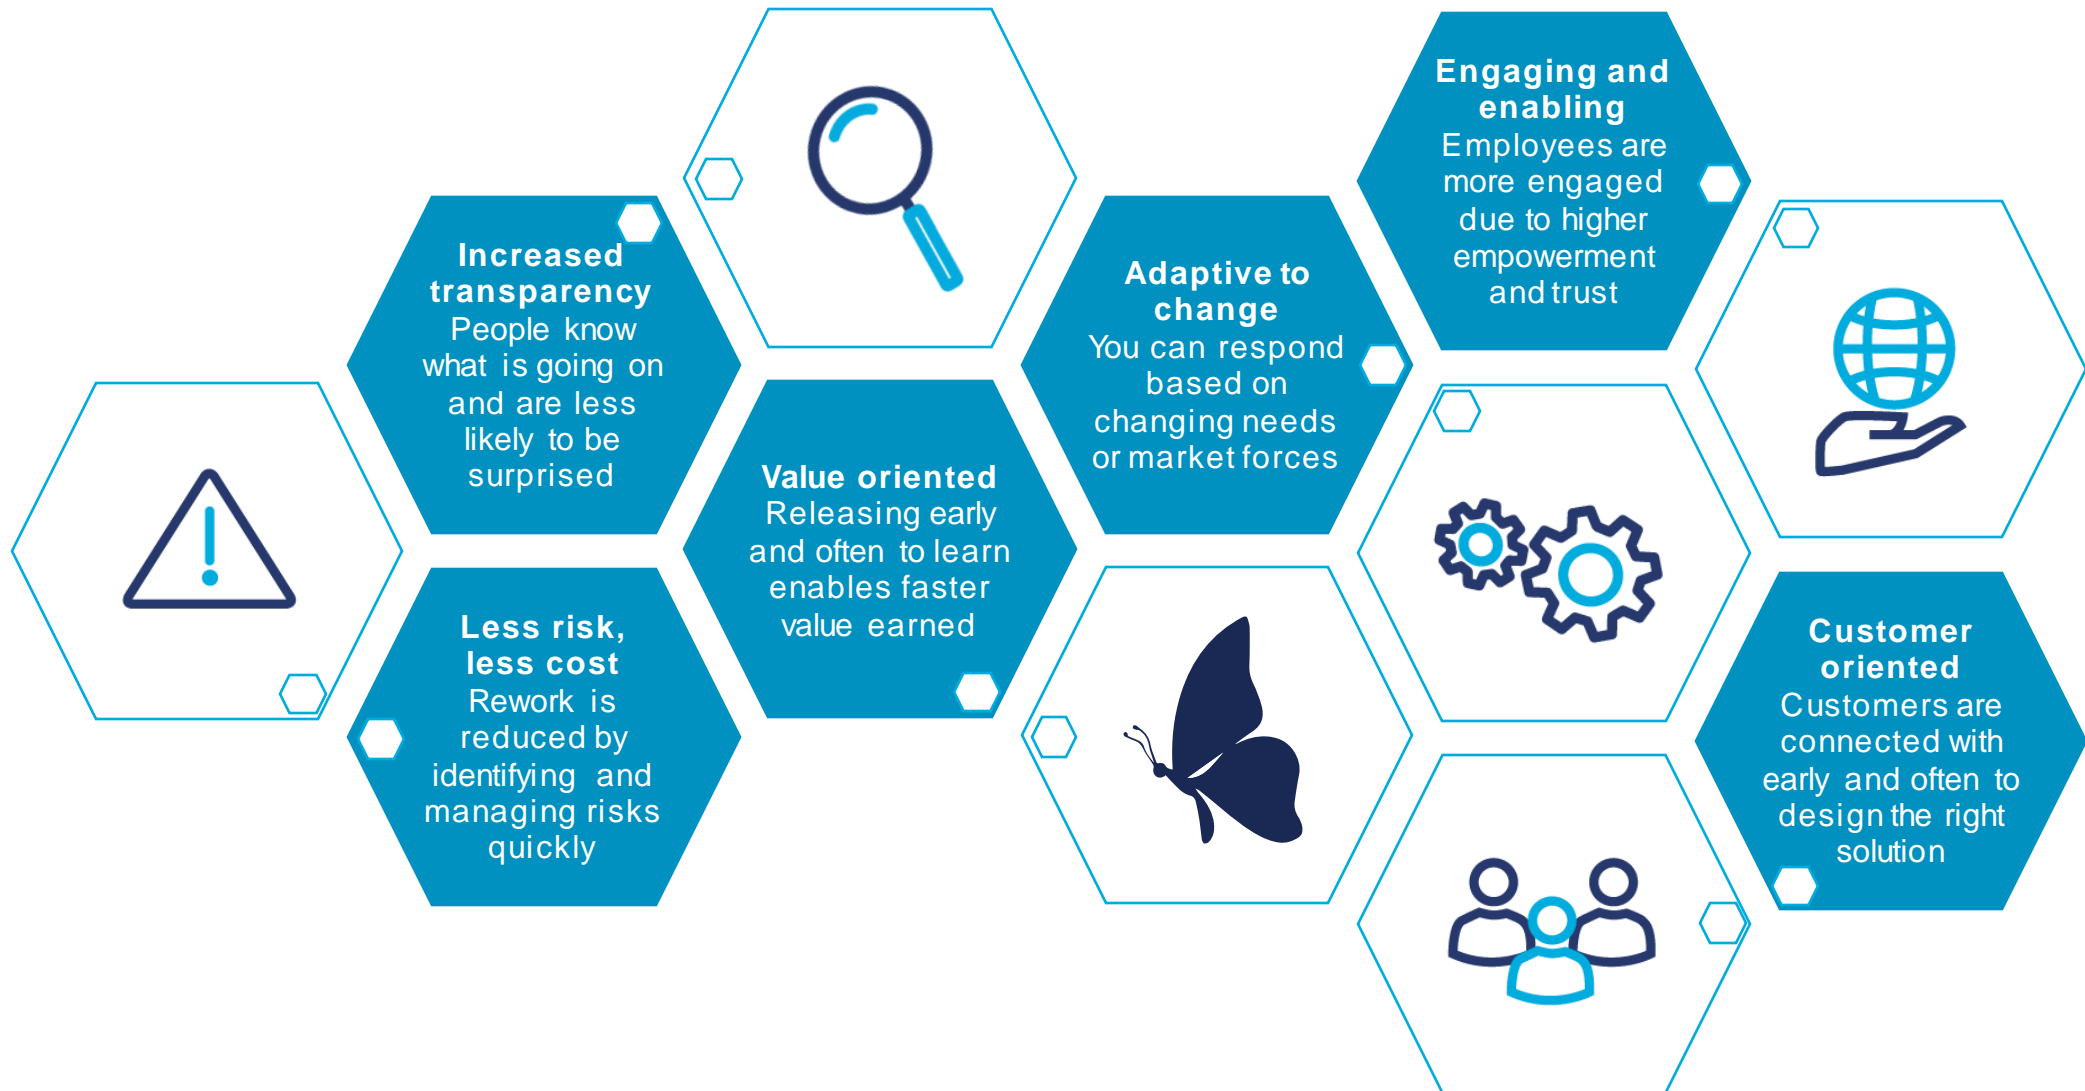 Increased
transparency
People know
what is going on
and are less
likely to be
surprised
Less risk,
less cost
Rework is
reduced by
identifying and
managing risks
quickly
Value oriented
Releasing early
and often to learn
enables faster
value earned
Adaptive to
change
You can respond
based on
changing needs
or market forces
Engaging and
enabling
Employees are
more engaged
due to higher
empowerment
and trust
Customer
oriented
Customers are
connected with
early and often to
design the right
solution